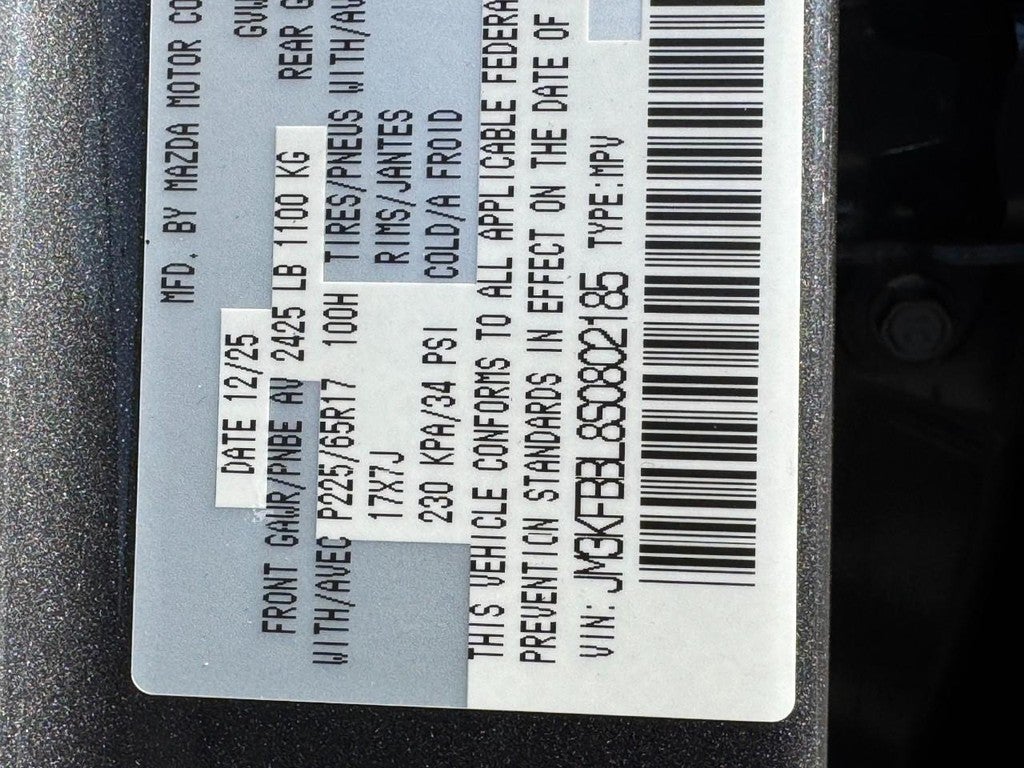 MFD. BY MAZDA MOTOR CO
DATE 12/25
FRONT GAWR/PNBE AV 2425 LB 1100 KG
REAR G
WITH/AVEC P225/65R17 100H TIRES/PNEUS WITH/AV
17X7J RIMS/JANTES
230 KPA/34 PSI COLD/A FROID
THIS VEHICLE CONFORMS TO ALL APPLICABLE FEDERA
PREVENTION STANDARDS IN EFFECT ON THE DATE OF
VIN: JM3KFBBL8S0802185 TYPE:MPV